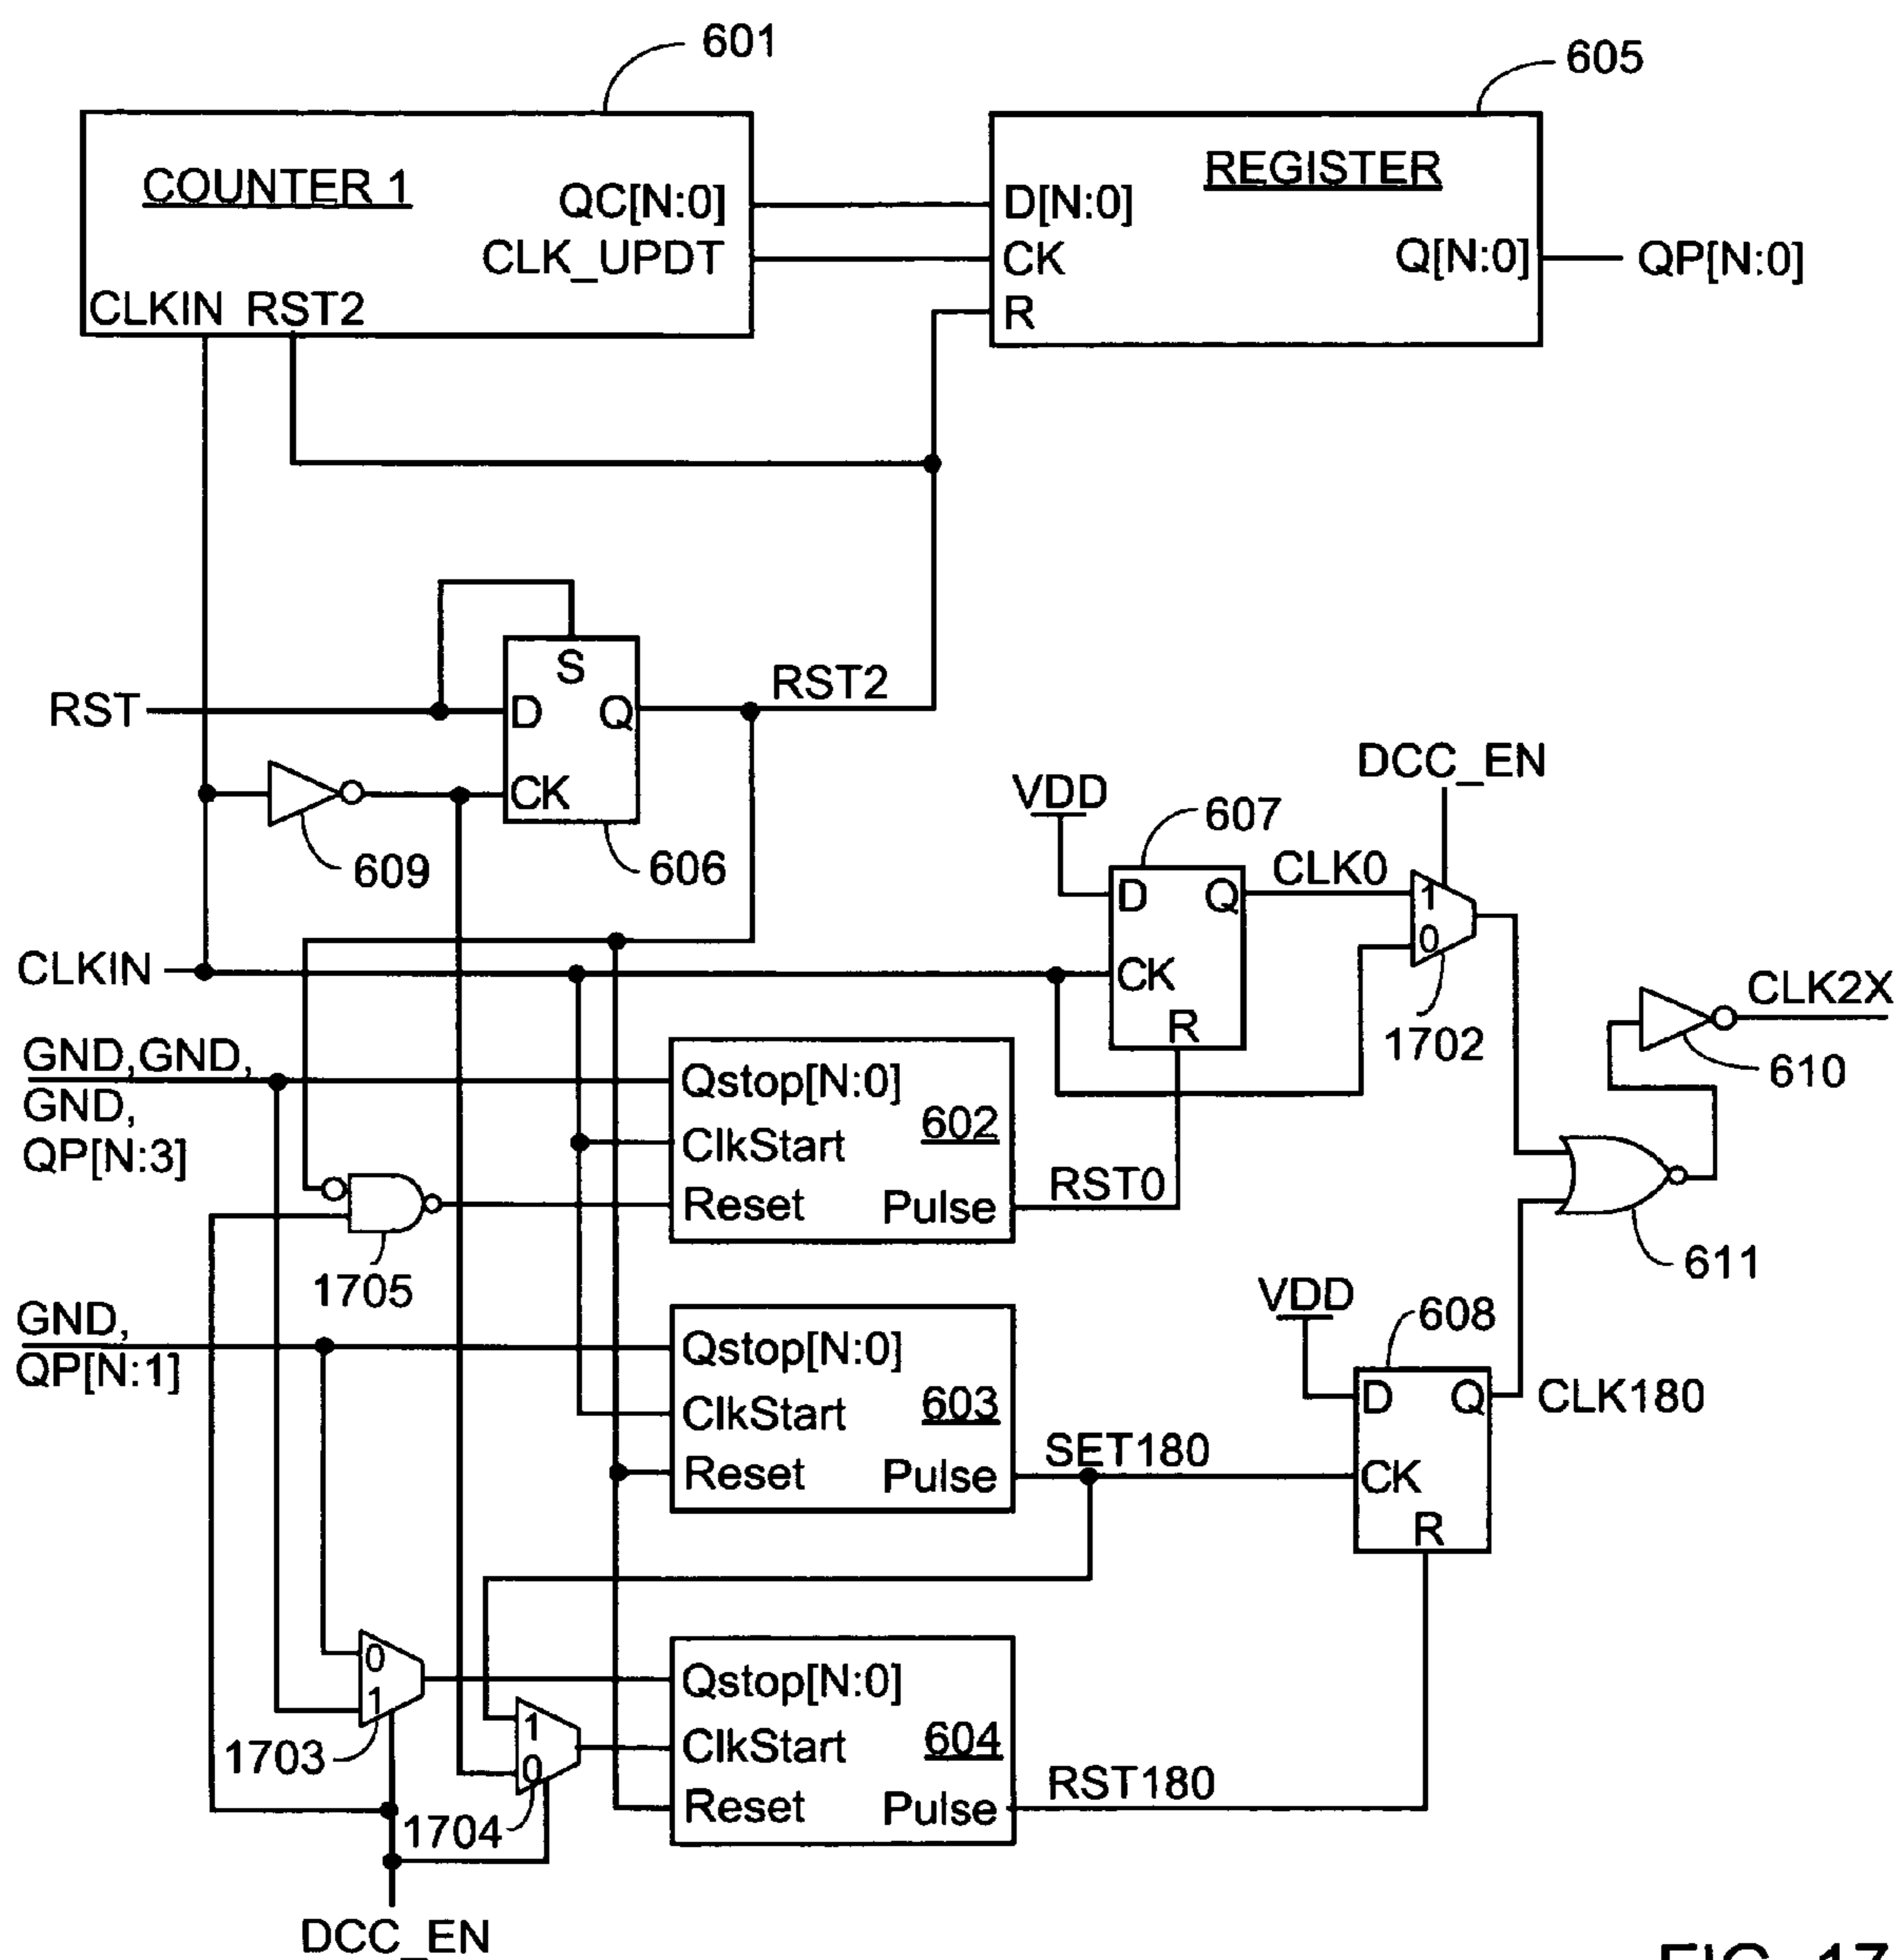 601
605
COUNTER 1
REGISTER
QC[N:0]
D[N:0]
CLK_UPDT
CK
Q[N:0]
QP[N:0]
CLKIN RST2
R
S
RST
D
Q
RST2
CK
609
606
VDD
607
DCC_EN
D
Q
CLK0
1
0
CLKIN
CK
R
1702
CLK2X
610
GND,GND,
GND,
QP[N:3]
Qstop[N:0]
602
ClkStart
Reset
Pulse
RST0
1705
611
GND,
QP[N:1]
Qstop[N:0]
603
ClkStart
Reset
Pulse
SET180
VDD
608
D
Q
CLK180
CK
R
0
1
1703
Qstop[N:0]
1
0
ClkStart
604
Reset
Pulse
RST180
1704
DCC_EN
FIG. 17